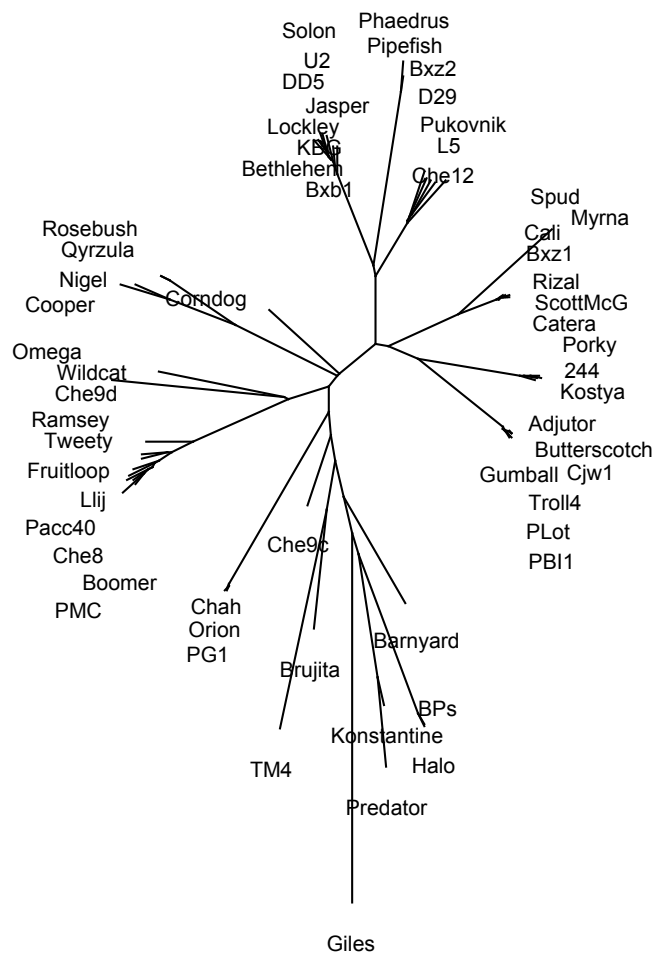 Phaedrus
Solon
Pipefish
U2
Bxz2
DD5
D29
Jasper
Pukovnik
Lockley
L5
KBG
Bethlehem
Che12
Bxb1
Spud
Myrna
Rosebush
Cali
Qyrzula
Bxz1
Nigel
Rizal
Corndog
Cooper
ScottMcG
Catera
Porky
Omega
Wildcat
244
Che9d
Kostya
Ramsey
Adjutor
Tweety
Butterscotch
Fruitloop
Gumball
Cjw1
Llij
Troll4
Pacc40
PLot
Che9c
Che8
PBI1
Boomer
PMC
Chah
Orion
Barnyard
PG1
Brujita
BPs
Konstantine
TM4
Halo
Predator
Giles